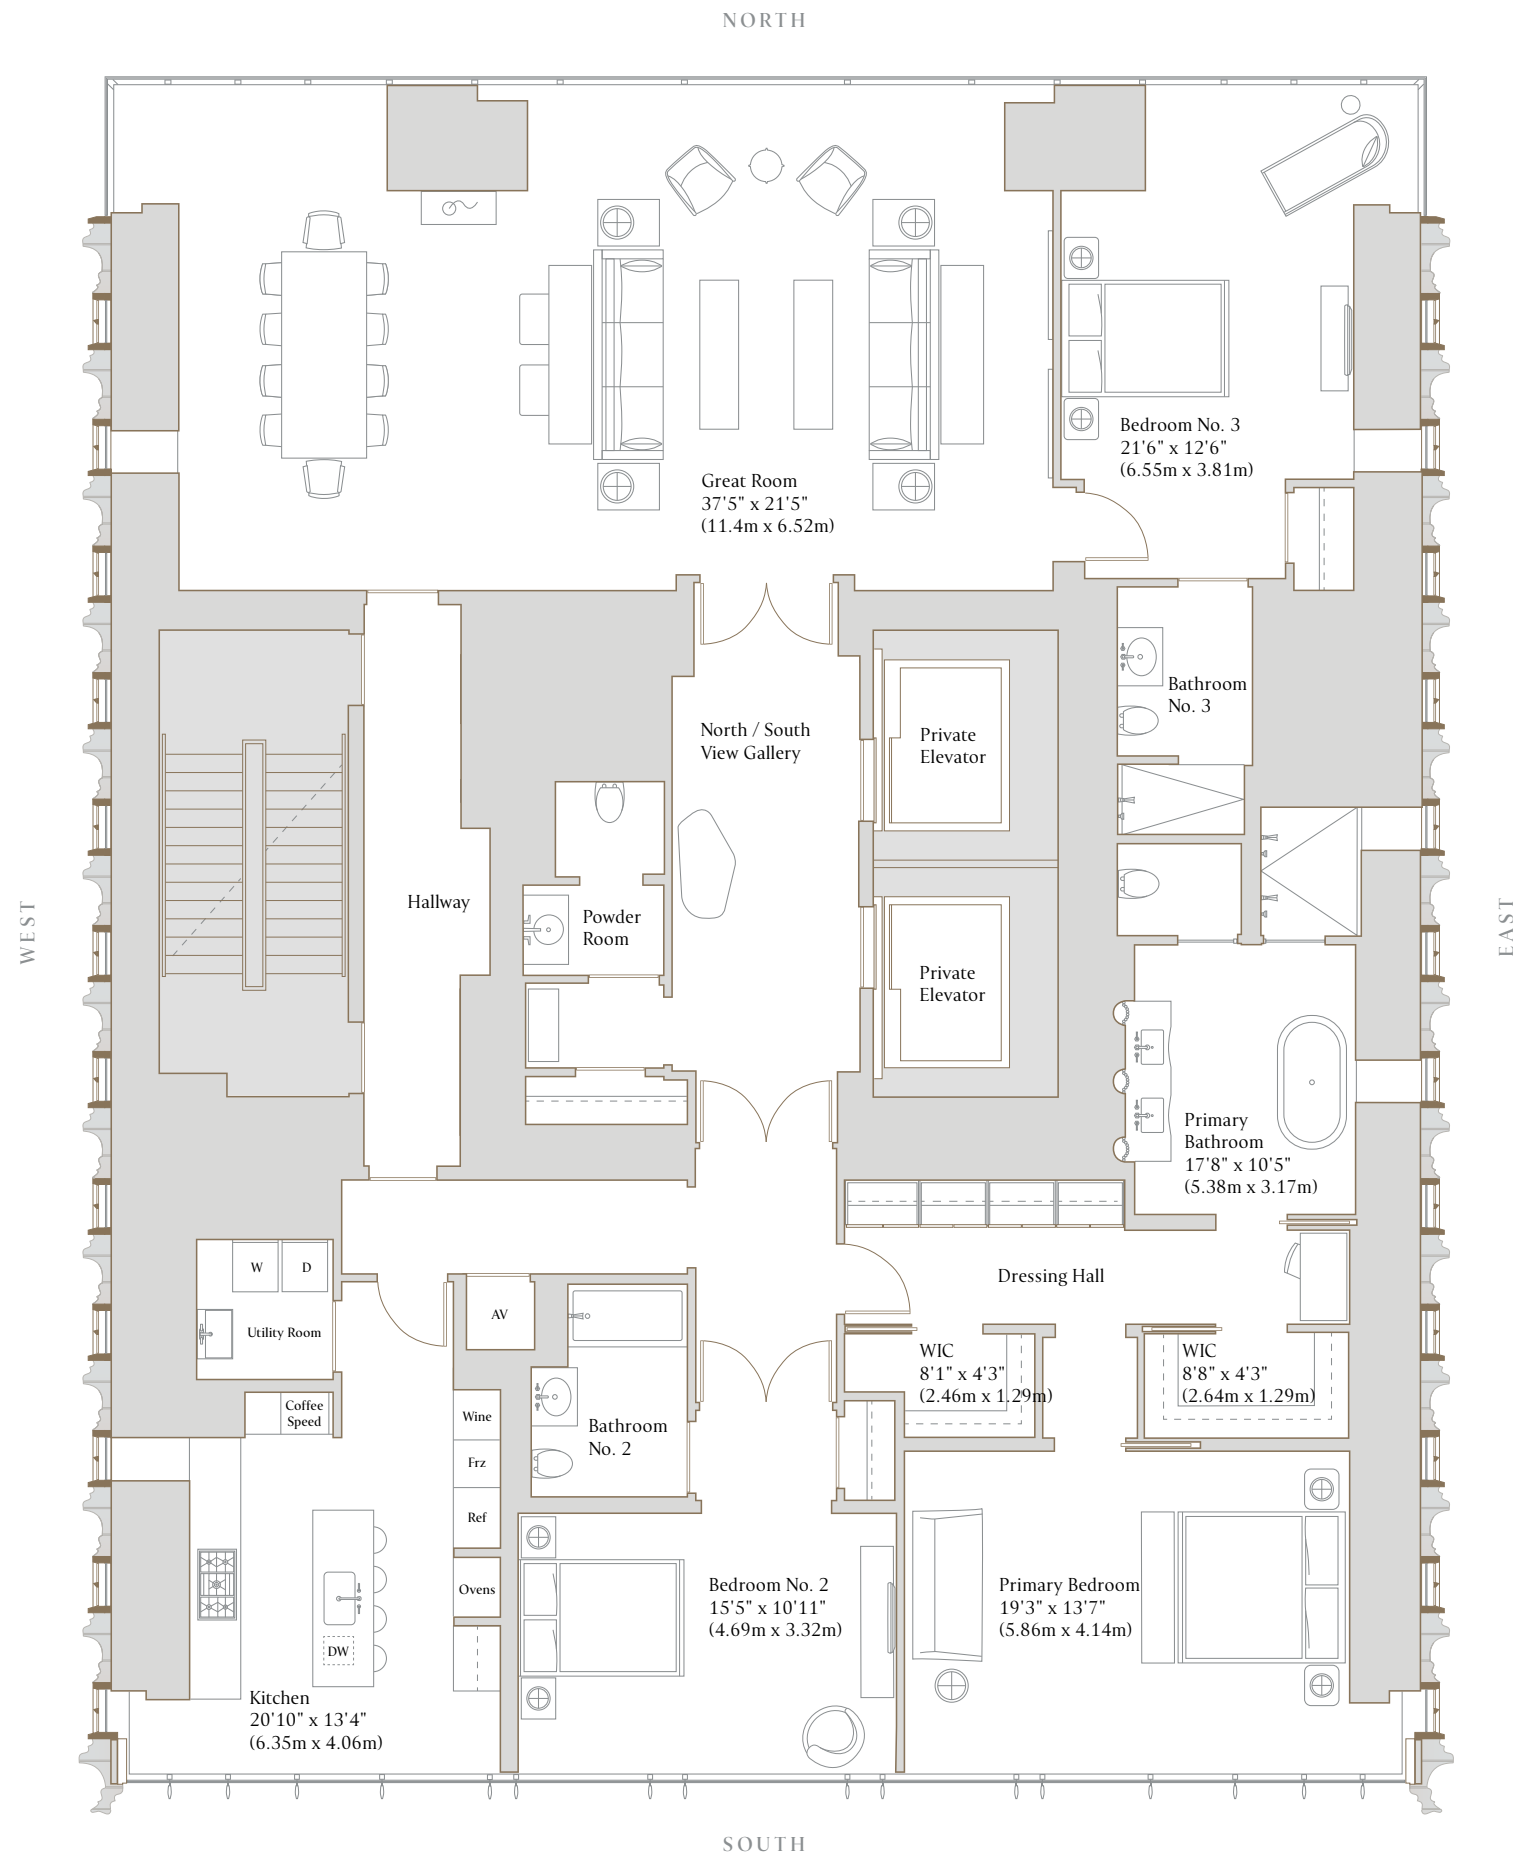 NORTH
Bedroom No. 3
21'6" x 12'6"
(6.55m x 3.81m)
Great Room
37'5" x 21'5"
(11.4m x 6.52m)
Bathroom
No. 3
North / South
View Gallery
Private
Elevator
Hallway
Powder
Room
WEST
EAST
Private
Elevator
Primary
Bathroom
17'8" x 10'5"
(5.38m x 3.17m)
W
D
Dressing Hall
AV
Utility Room
WIC
8'1" x 4'3"
(2.46m x 1.29m)
WIC
8'8" x 4'3"
(2.64m x 1.29m)
Coffee
Speed
Wine
Bathroom
No. 2
Frz
Ref
Ovens
Bedroom No. 2
15'5" x 10'11"
(4.69m x 3.32m)
Primary Bedroom
19'3" x 13'7"
(5.86m x 4.14m)
DW
Kitchen
20'10" x 13'4"
(6.35m x 4.06m)
SOUTH